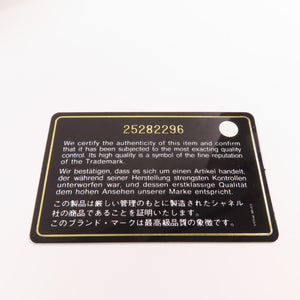 25282296
We certify the authenticity of this item and confirm
that it has been subjected to the most exacting quality
control. Its high quality is a symbol of the fine reputation
of the Trademark.
Wir bestätigen, dass es sich um einen Artikel handelt,
der während seiner Herstellung strengsten Kontrollen
unterworfen war, und dessen erstklassige Qualität
dem hohen Ansehen unserer Marke entspricht.
この製品は厳しい管理のもとに製造されたシャネル
社の商品であることを証明いたします。
このブランド・マークは最高級品質の象徴です。